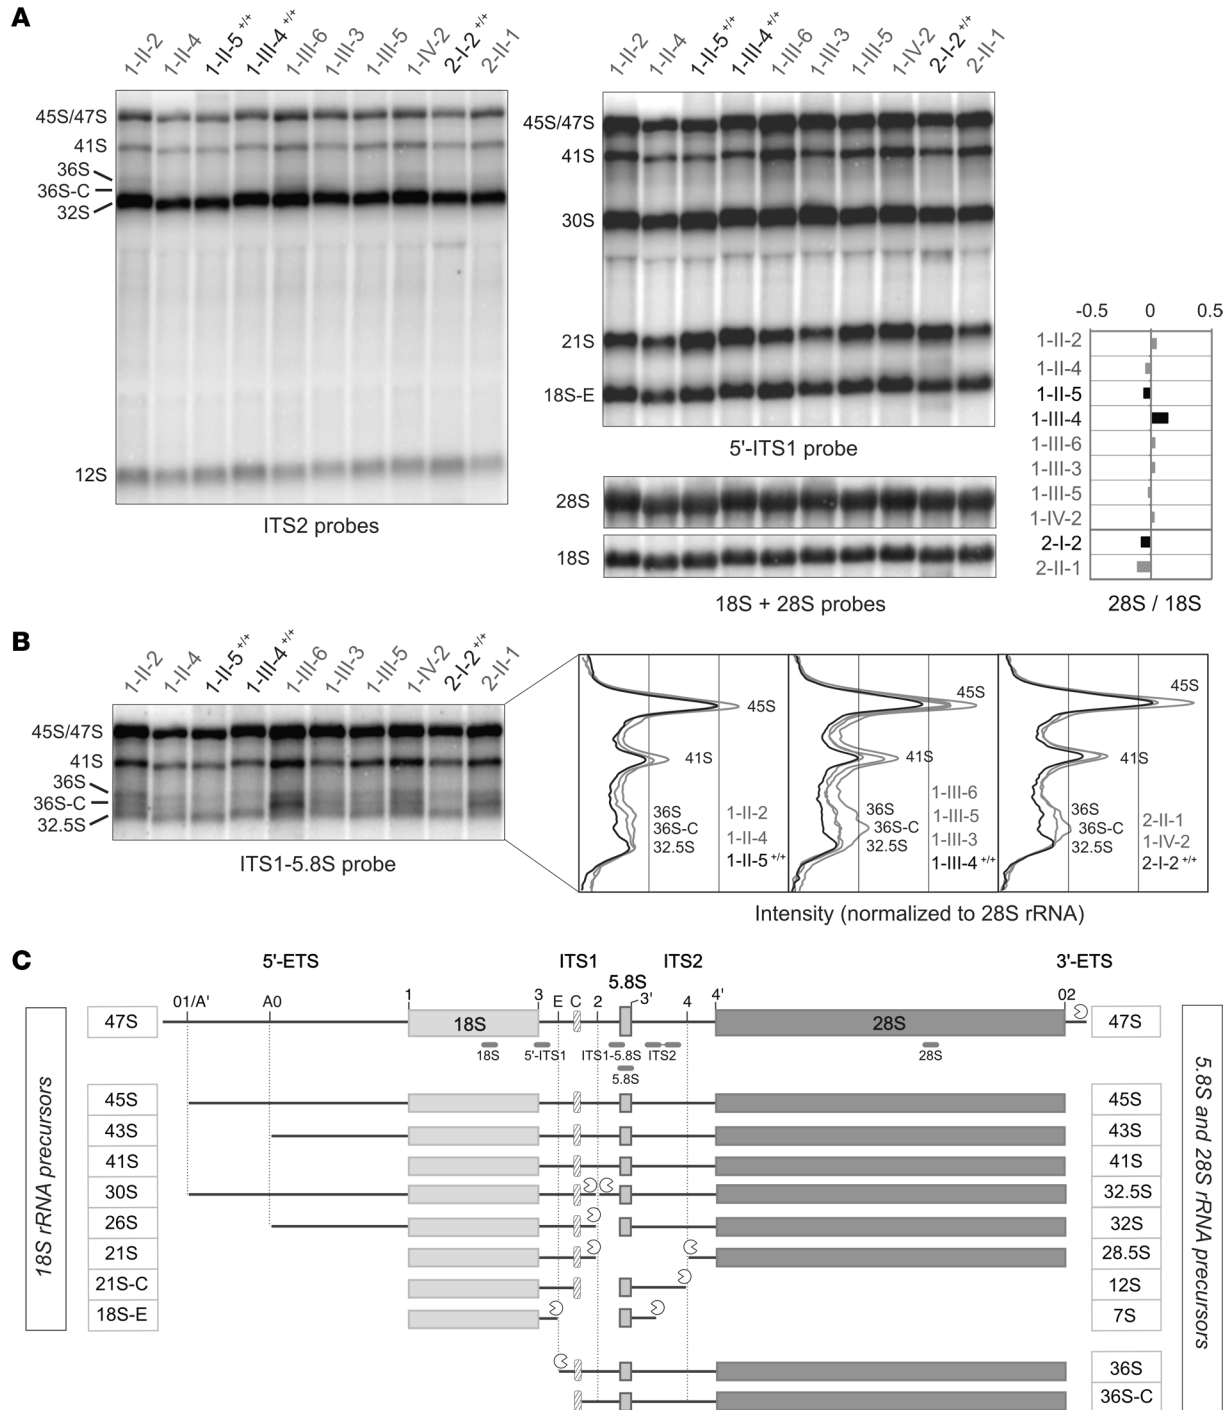 A
1-II-2 1-II-4 1-II-5 +/+ 1-III-4 +/+ 1-III-6 1-III-3 1-III-5 1-IV-2 2-I-2 +/+ 2-II-1
45S/47S
41S
36S
36S-C
32S
12S
ITS2 probes
1-II-2 1-II-4 1-II-5 +/+ 1-III-4 +/+ 1-III-6 1-III-3 1-III-5 1-IV-2 2-I-2 +/+ 2-II-1
45S/47S
41S
30S
21S
18S-E
5'-ITS1 probe
28S
18S
18S + 28S probes
-0.5 0 0.5
1-II-2
1-II-4
1-II-5
1-III-4
1-III-6
1-III-3
1-III-5
1-IV-2
2-I-2
2-II-1
28S / 18S
B
1-II-2 1-II-4 1-II-5 +/+ 1-III-4 +/+ 1-III-6 1-III-3 1-III-5 1-IV-2 2-I-2 +/+ 2-II-1
45S/47S
41S
36S
36S-C
32.5S
ITS1-5.8S probe
45S
41S
36S
36S-C
32.5S
1-II-2
1-II-4
1-II-5 +/+
45S
41S
36S
36S-C
32.5S
1-III-6
1-III-5
1-III-3
1-III-4 +/+
45S
41S
36S
36S-C
32.5S
2-II-1
1-IV-2
2-I-2 +/+
Intensity (normalized to 28S rRNA)
C
5'-ETS ITS1 ITS2 3'-ETS
5.8S
01/A' A0 1 3 E C 2 3' 4 4' 02
47S 18S 28S 47S
18S 5'-ITS1 ITS1-5.8S ITS2 28S
5.8S
18S rRNA precursors
5.8S and 28S rRNA precursors
45S 45S
43S 43S
41S 41S
30S 32.5S
26S 32S
21S 28.5S
21S-C 12S
18S-E 7S
36S
36S-C